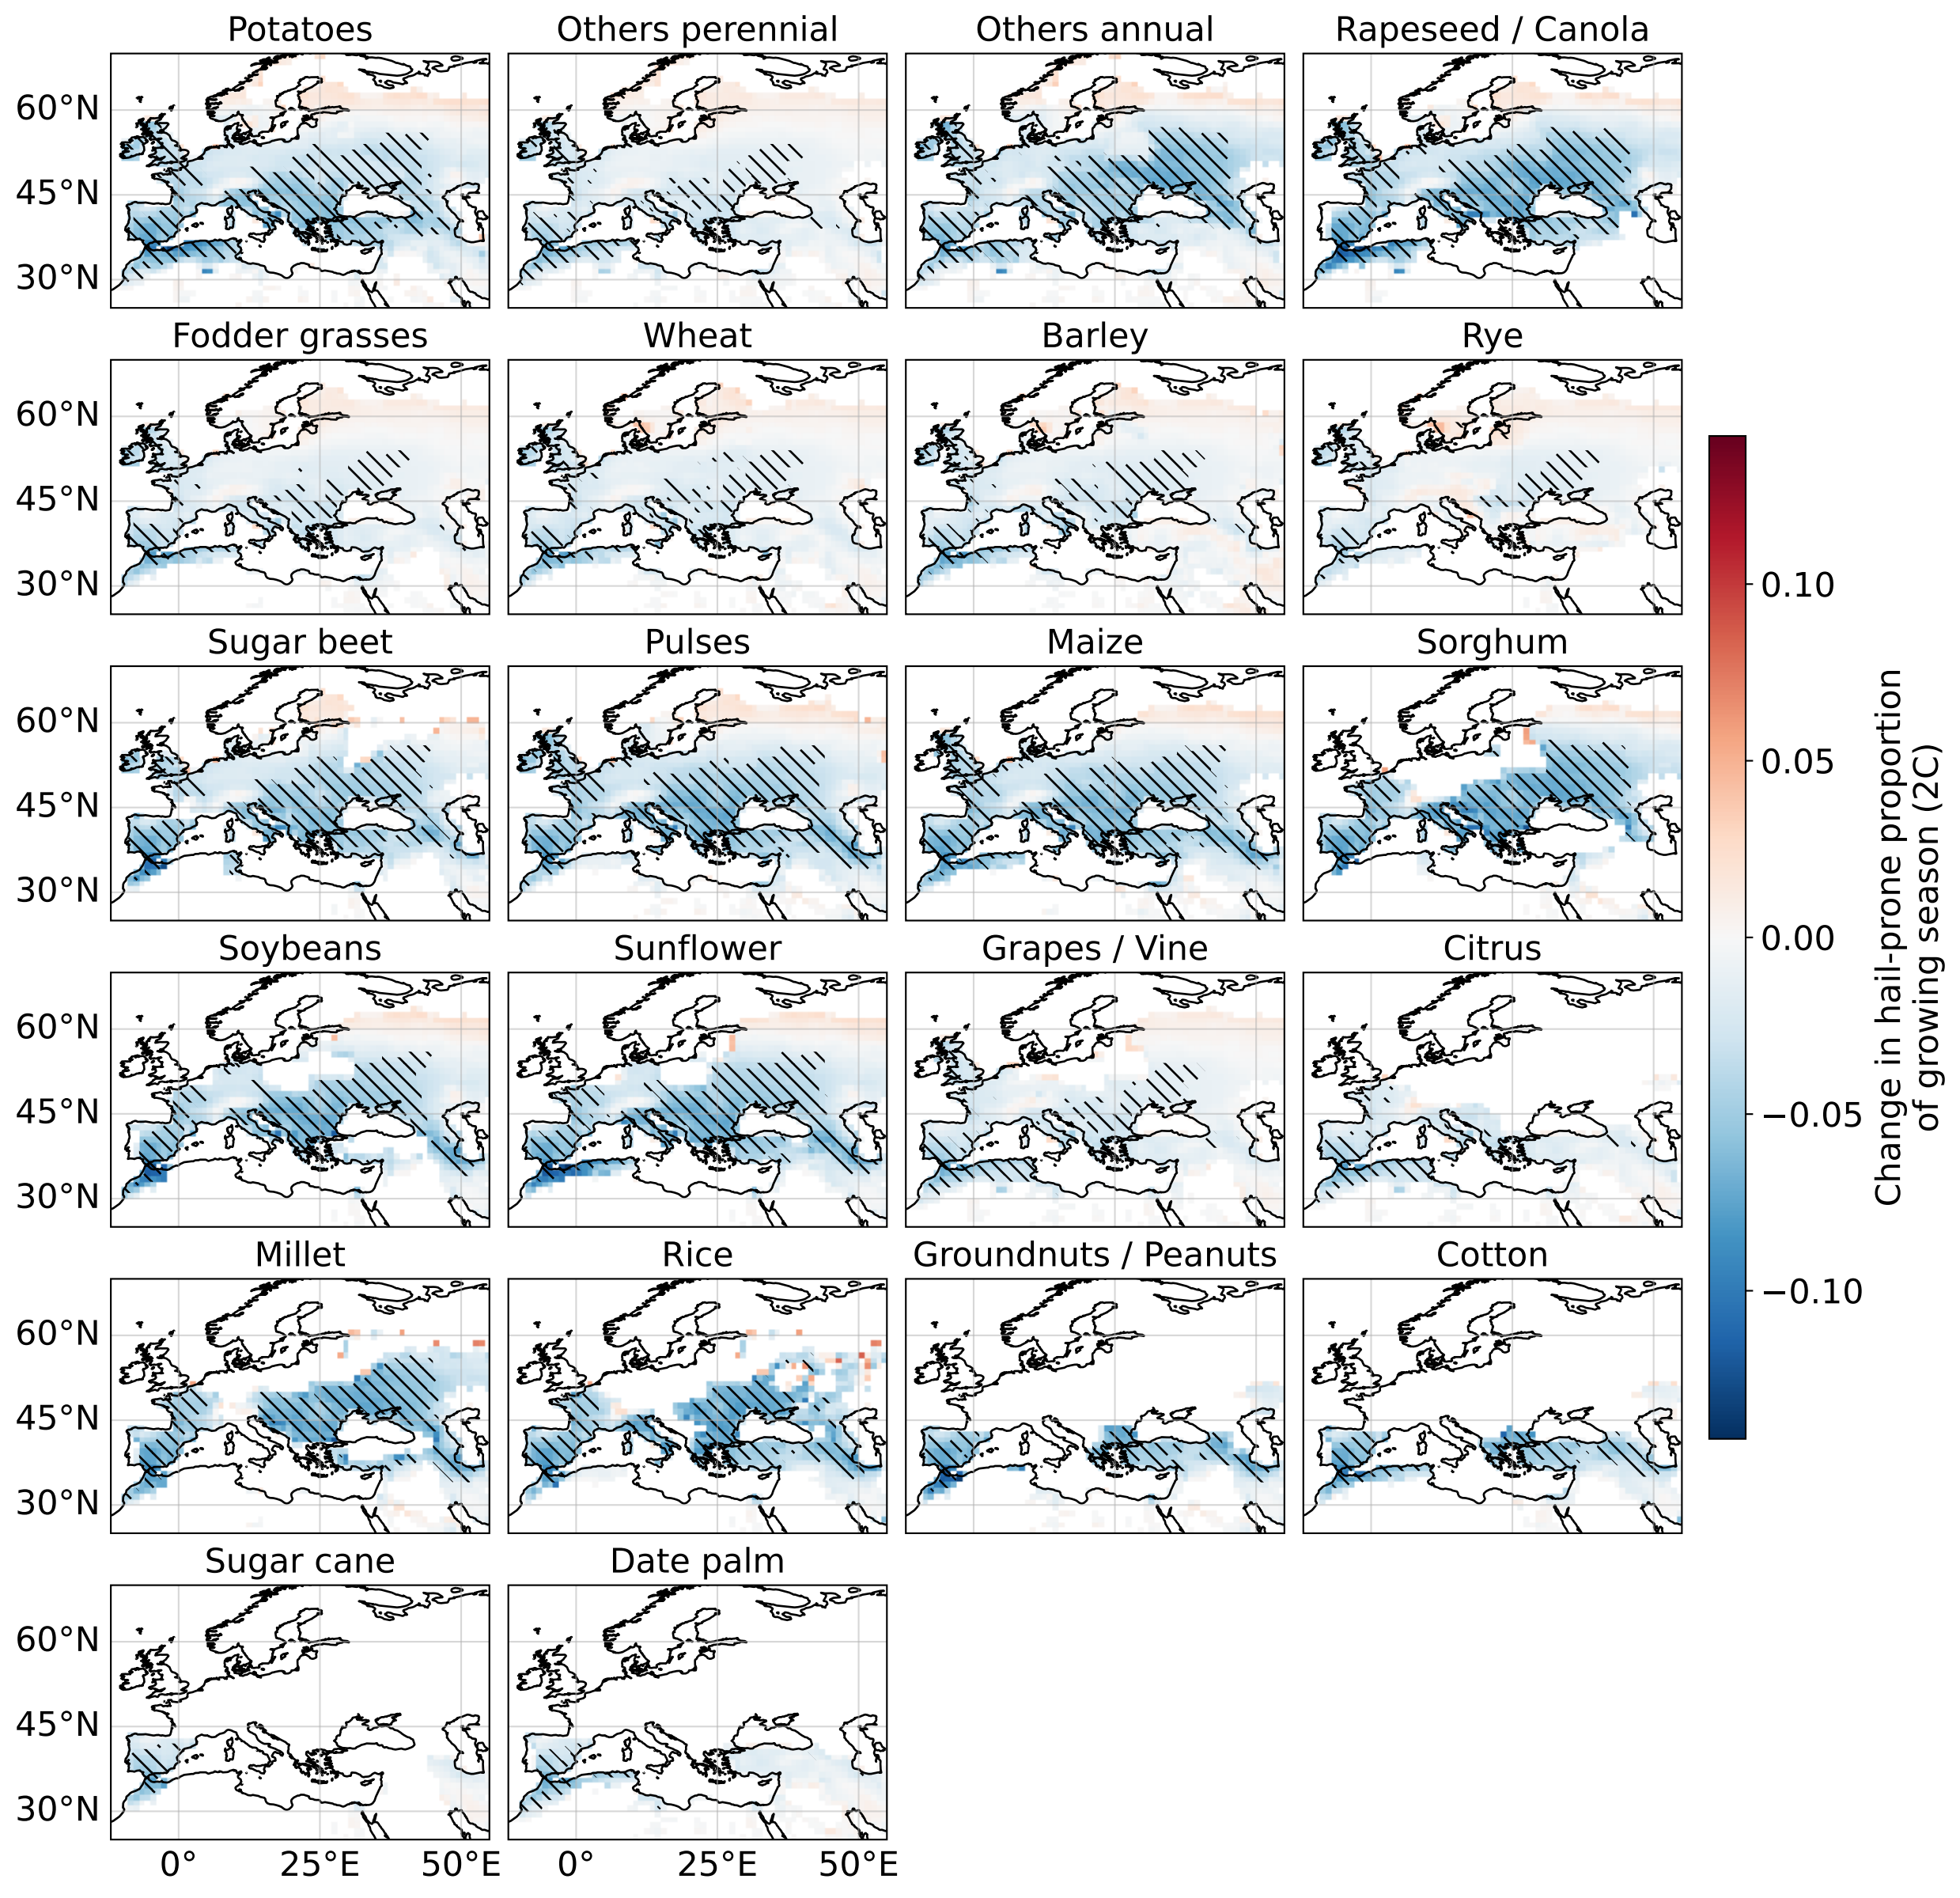 Potatoes
Others perennial
Others annual
Rapeseed / Canola
60°N
45°N
30°N
Fodder grasses
Wheat
Barley
Rye
60°N
45°N
30°N
Sugar beet
Pulses
Maize
Sorghum
60°N
45°N
30°N
Soybeans
Sunflower
Grapes / Vine
Citrus
60°N
45°N
30°N
Millet
Rice
Groundnuts / Peanuts
Cotton
60°N
45°N
30°N
Sugar cane
Date palm
60°N
45°N
30°N
0°
25°E
50°E
0°
25°E
50°E
0.10
0.05
0.00
−0.05
−0.10
Change in hail-prone proportion
of growing season (2C)